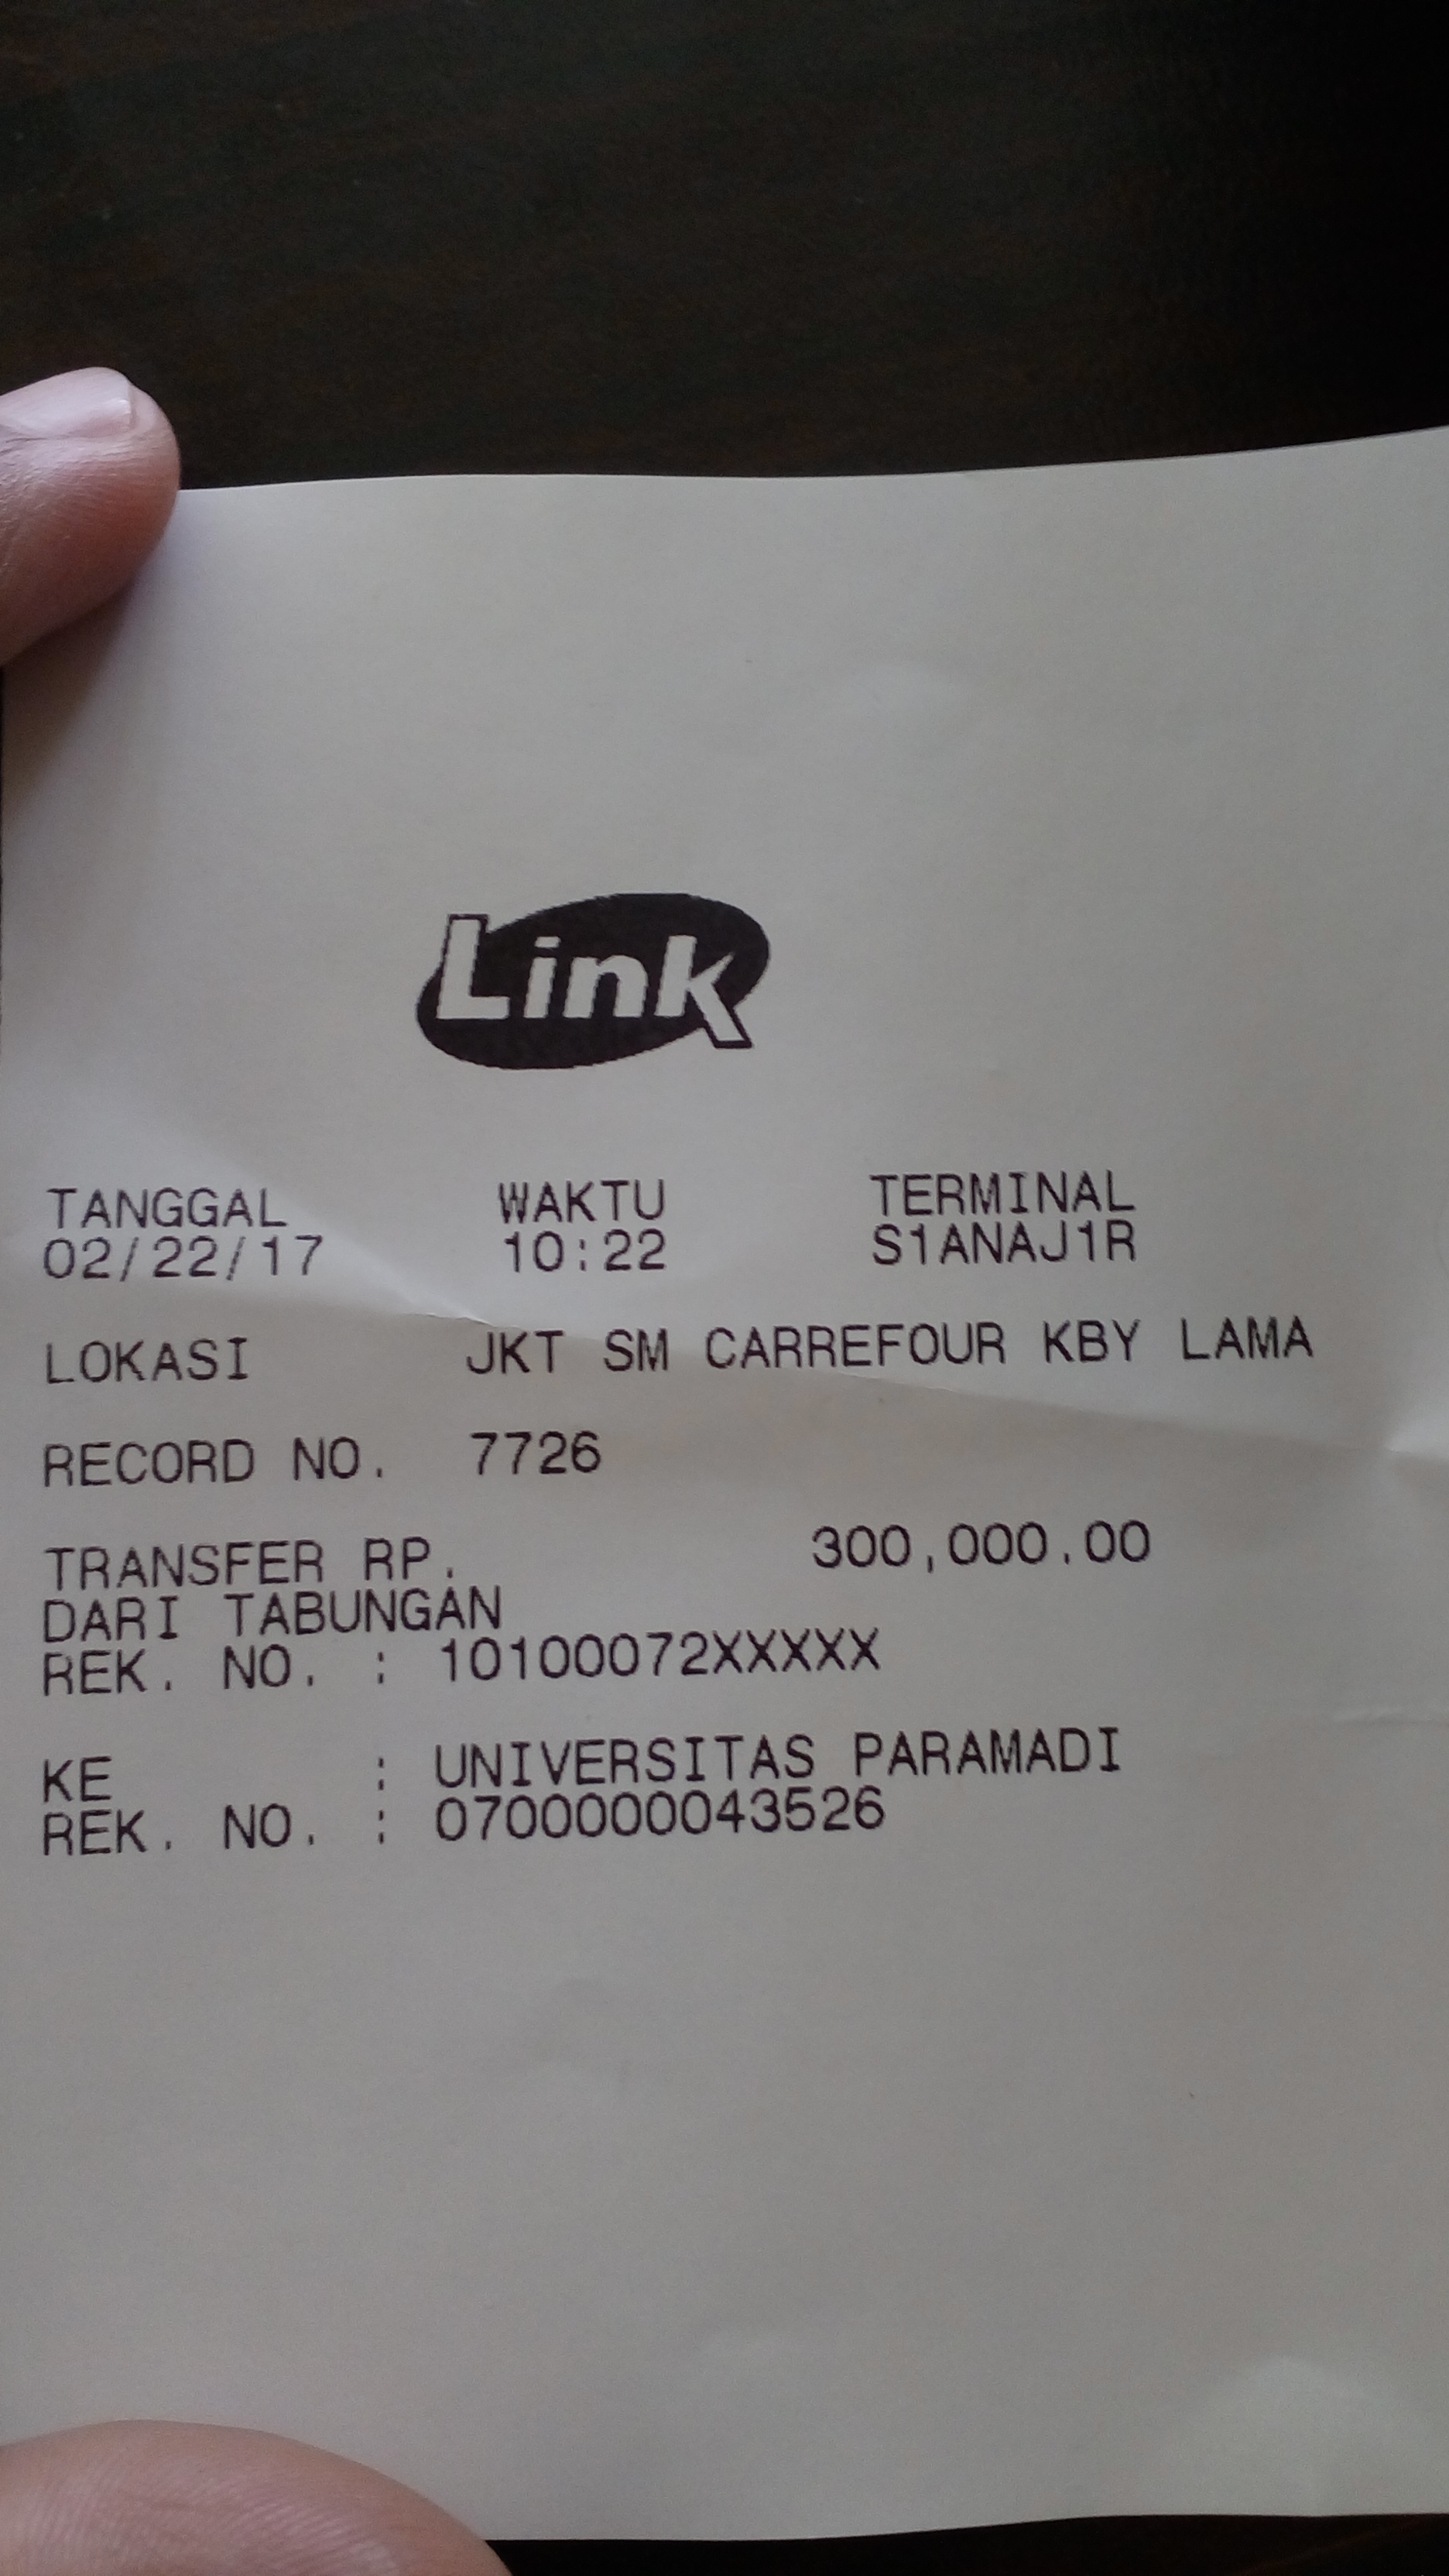 Link
TANGGAL WAKTU TERMINAL
02/22/17 10:22 S1ANAJ1R
LOKASI JKT SM CARREFOUR KBY LAMA
RECORD NO. 7726
TRANSFER RP. 300,000.00
DARI TABUNGAN
REK. NO. : 10100072XXXXX
KE : UNIVERSITAS PARAMADI
REK. NO. : 0700000043526